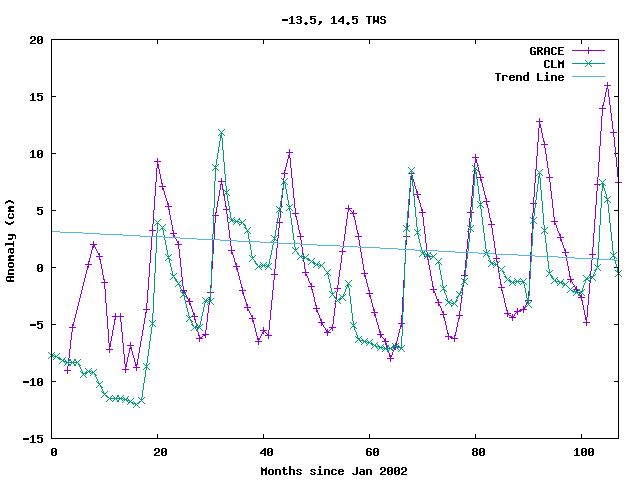 -13.5, 14.5 TWS
GRACE
CLM
Trend Line
Anomaly (cm)
20
15
10
5
0
-5
-10
-15
0 20 40 60 80 100
Months since Jan 2002